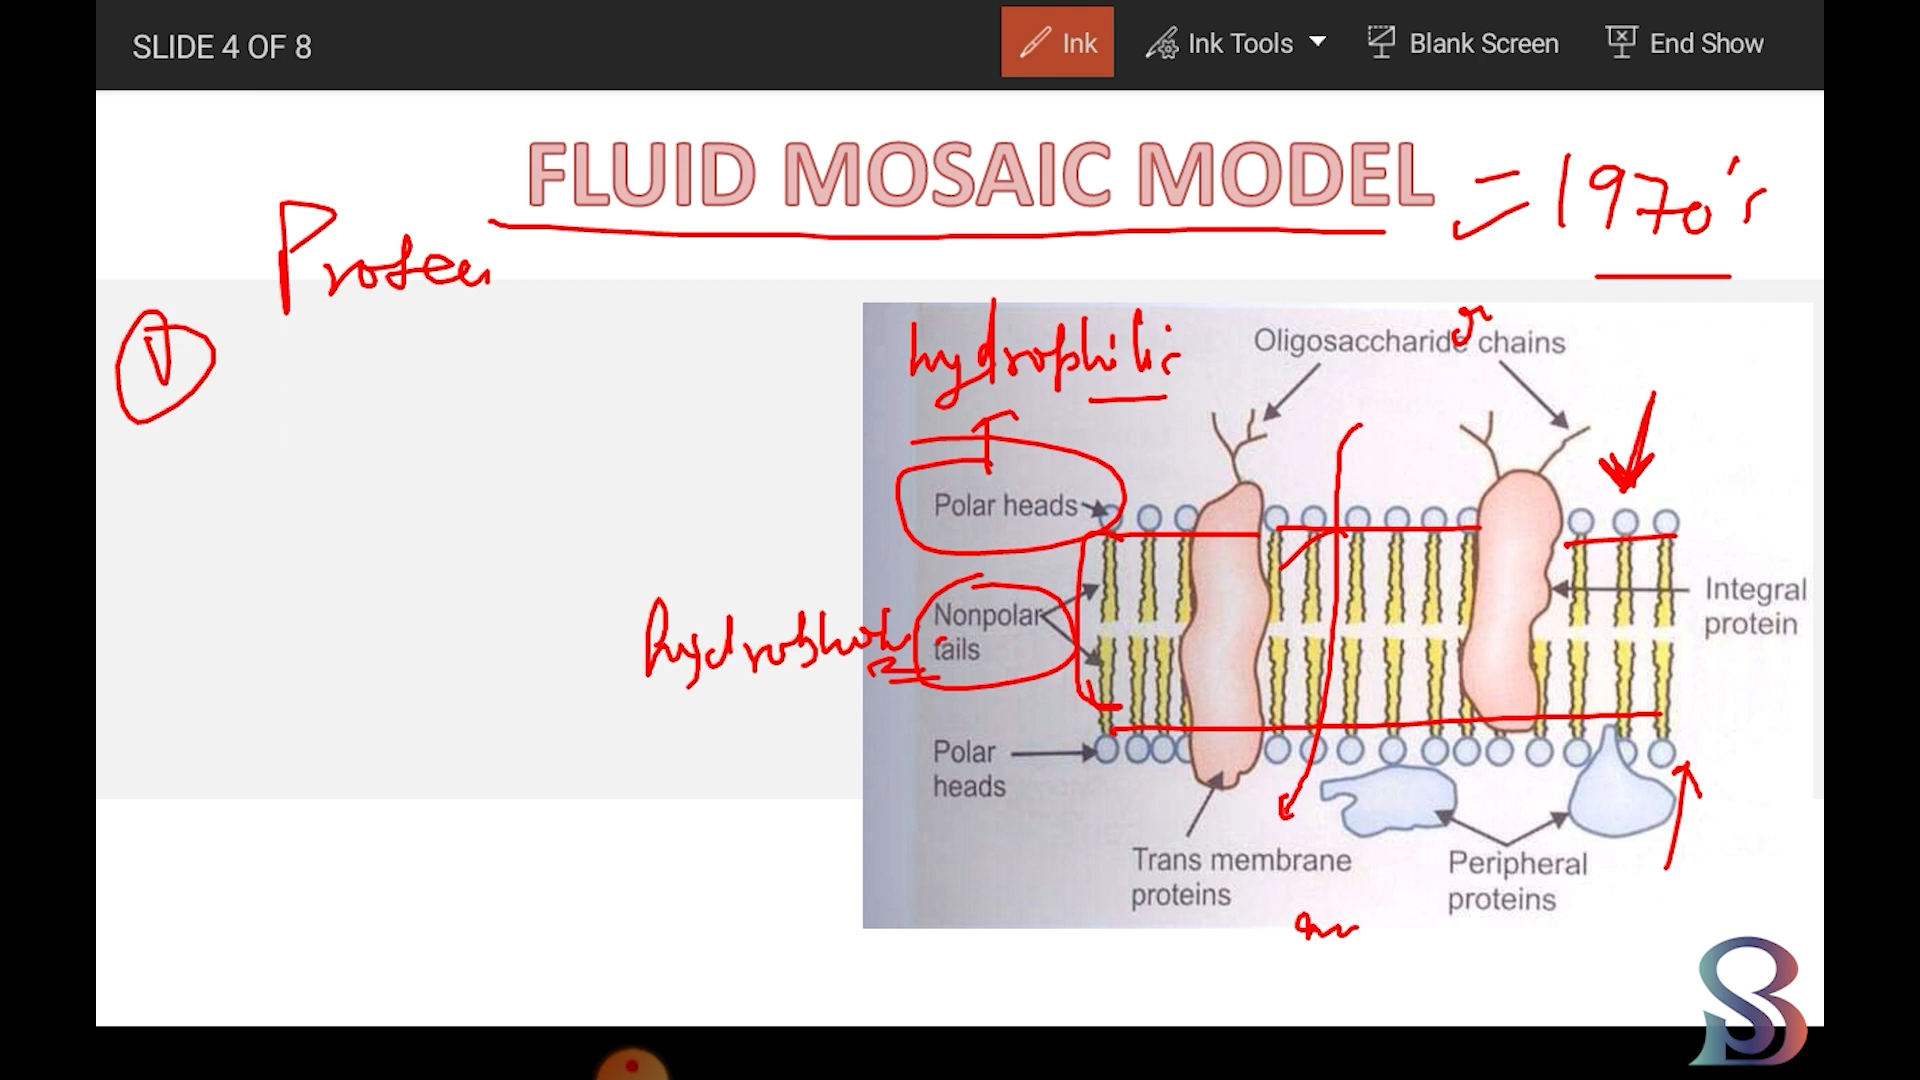 SLIDE 4 OF 8
Ink
Ink Tools
Blank Screen
End Show
FLUID MOSAIC MODEL
= 1970's
1
hydrophilic
Oligosaccharide chains
Polar heads
Nonpolar
tails
Integral
protein
Polar
heads
Trans membrane
proteins
Peripheral
proteins